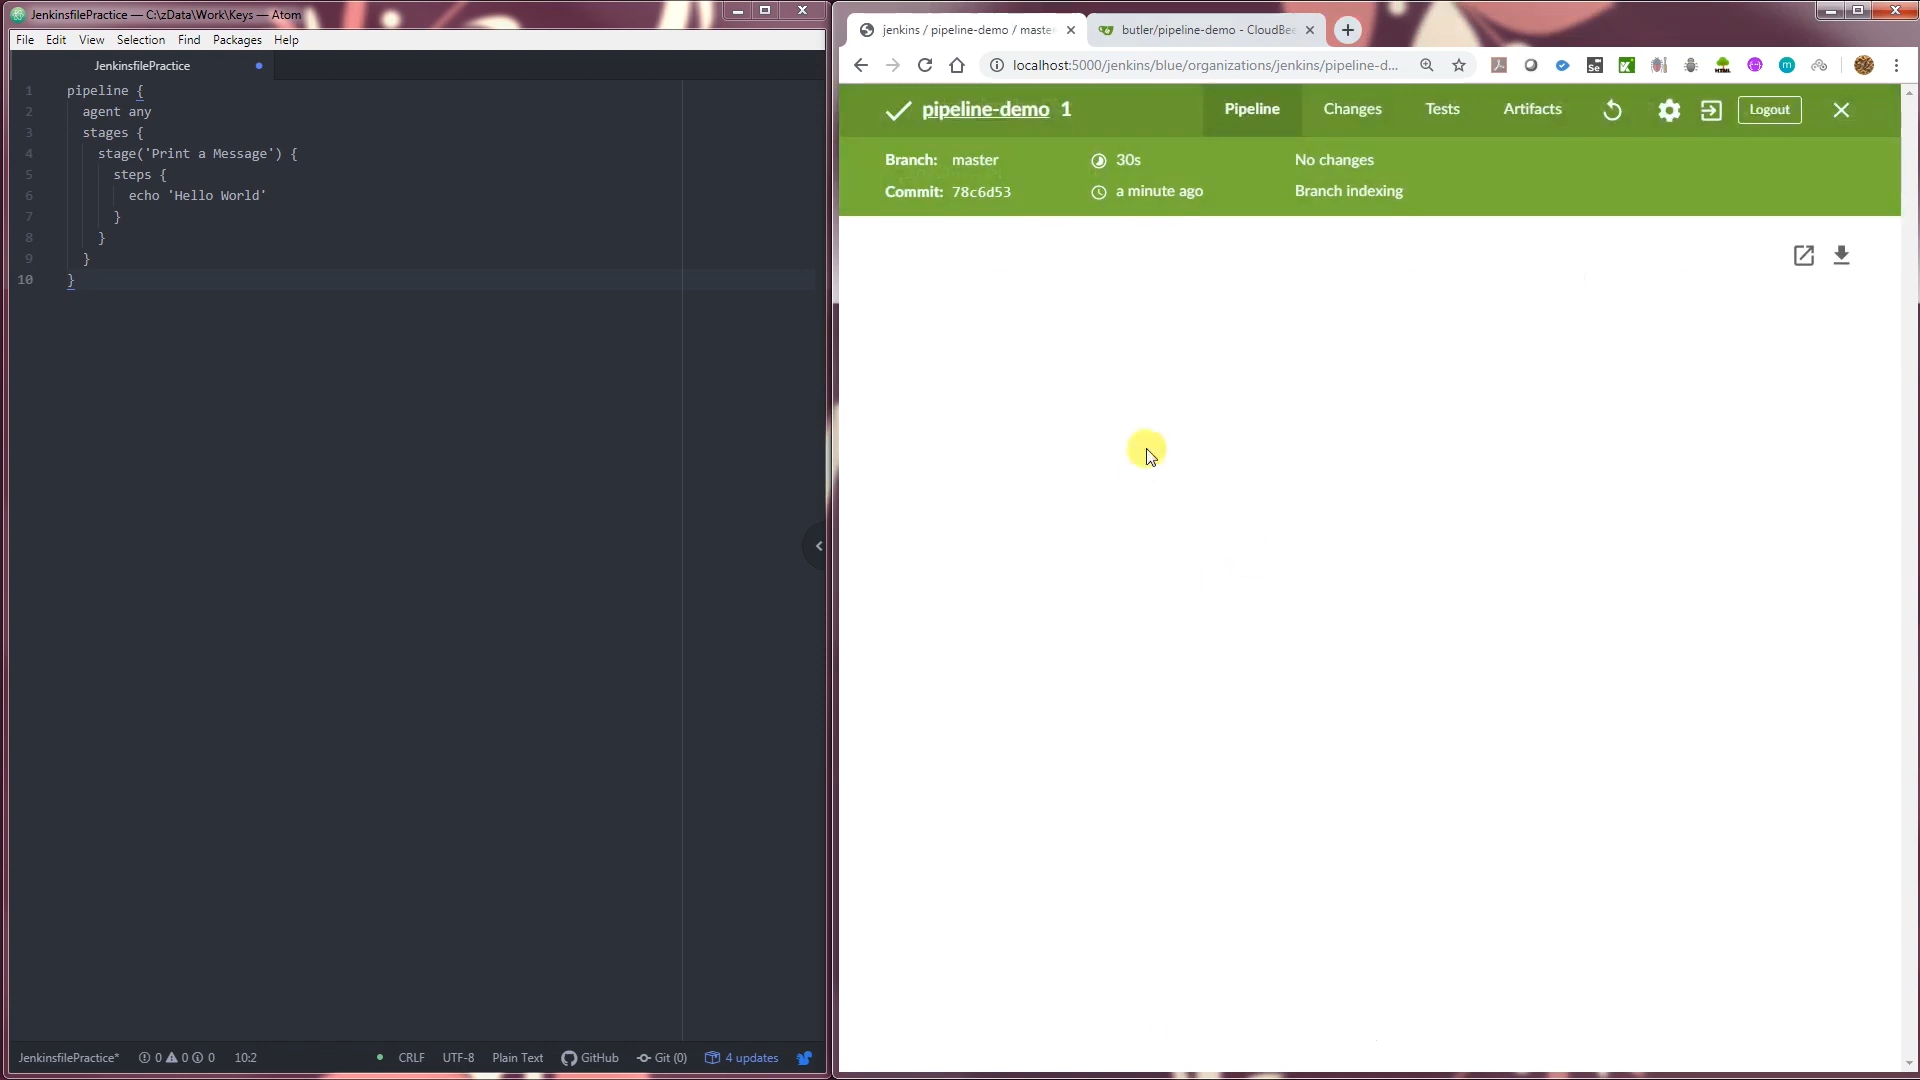 JenkinsfilePractice — C:\zData\Work\Keys — Atom
File Edit View Selection Find Packages Help
JenkinsfilePractice
1 pipeline {
2 agent any
3 stages {
4 stage('Print a Message') {
5 steps {
6 echo 'Hello World'
7 }
8 }
9 }
10 }
JenkinsfilePractice* 0 0 0 10:2 CRLF UTF-8 Plain Text GitHub Git (0) 4 updates
jenkins / pipeline-demo / maste butler/pipeline-demo - CloudBee
localhost:5000/jenkins/blue/organizations/jenkins/pipeline-d...
pipeline-demo 1 Pipeline Changes Tests Artifacts Logout
Branch: master 30s No changes
Commit: 78c6d53 a minute ago Branch indexing